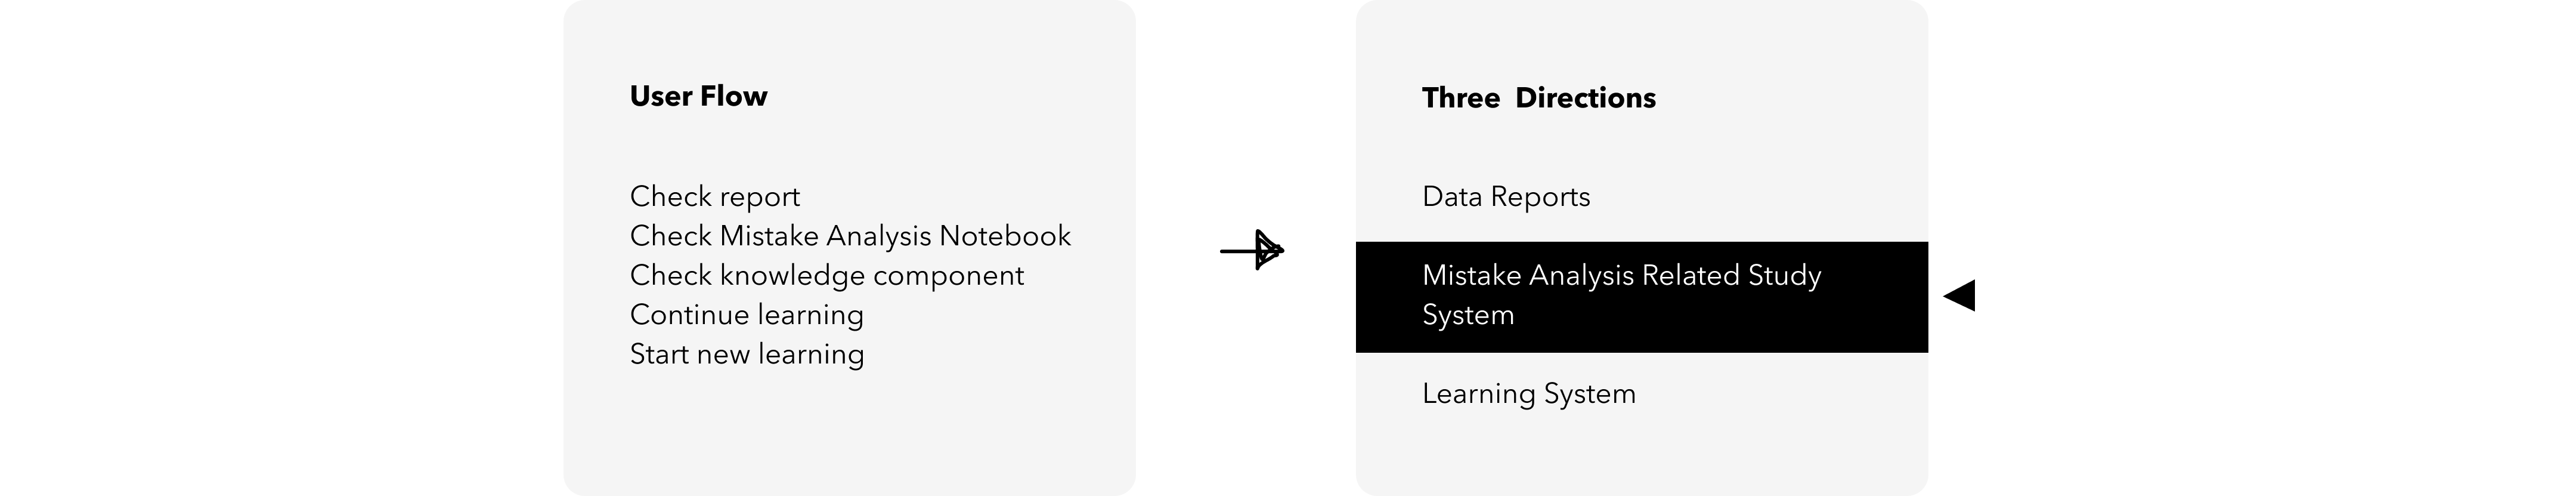 User Flow
Check report
Check Mistake Analysis Notebook
Check knowledge component
Continue learning
Start new learning
Three Directions
Data Reports
Mistake Analysis Related Study
System
Learning System